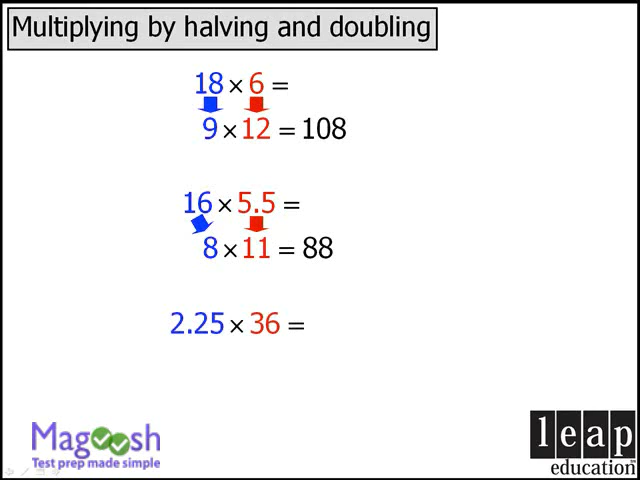 Multiplying by halving and doubling
18 × 6 =
9 × 12 = 108
16 × 5.5 =
8 × 11 = 88
2.25 × 36 =
Magoosh
Test prep made simple
leap
education